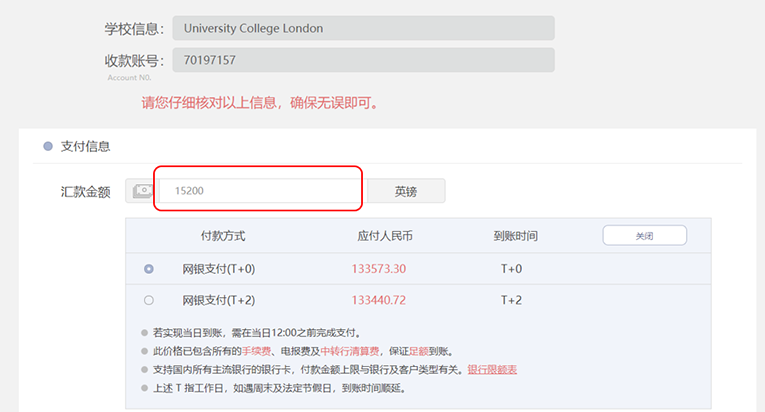 学校信息： University College London
收款账号： 70197157
Account N0.
请您仔细核对以上信息，确保无误即可。
支付信息
汇款金额 15200 英镑
付款方式 应付人民币 到账时间 关闭
网银支付(T+0) 133573.30 T+0
网银支付(T+2) 133440.72 T+2
若实现当日到账，需在当日12:00之前完成支付。
此价格已包含所有的手续费、电报费及中转行清算费，保证足额到账。
支持国内所有主流银行的银行卡，付款金额上限与银行及客户类型有关。银行限额表
上述 T 指工作日，如遇周末及法定节假日，到账时间顺延。